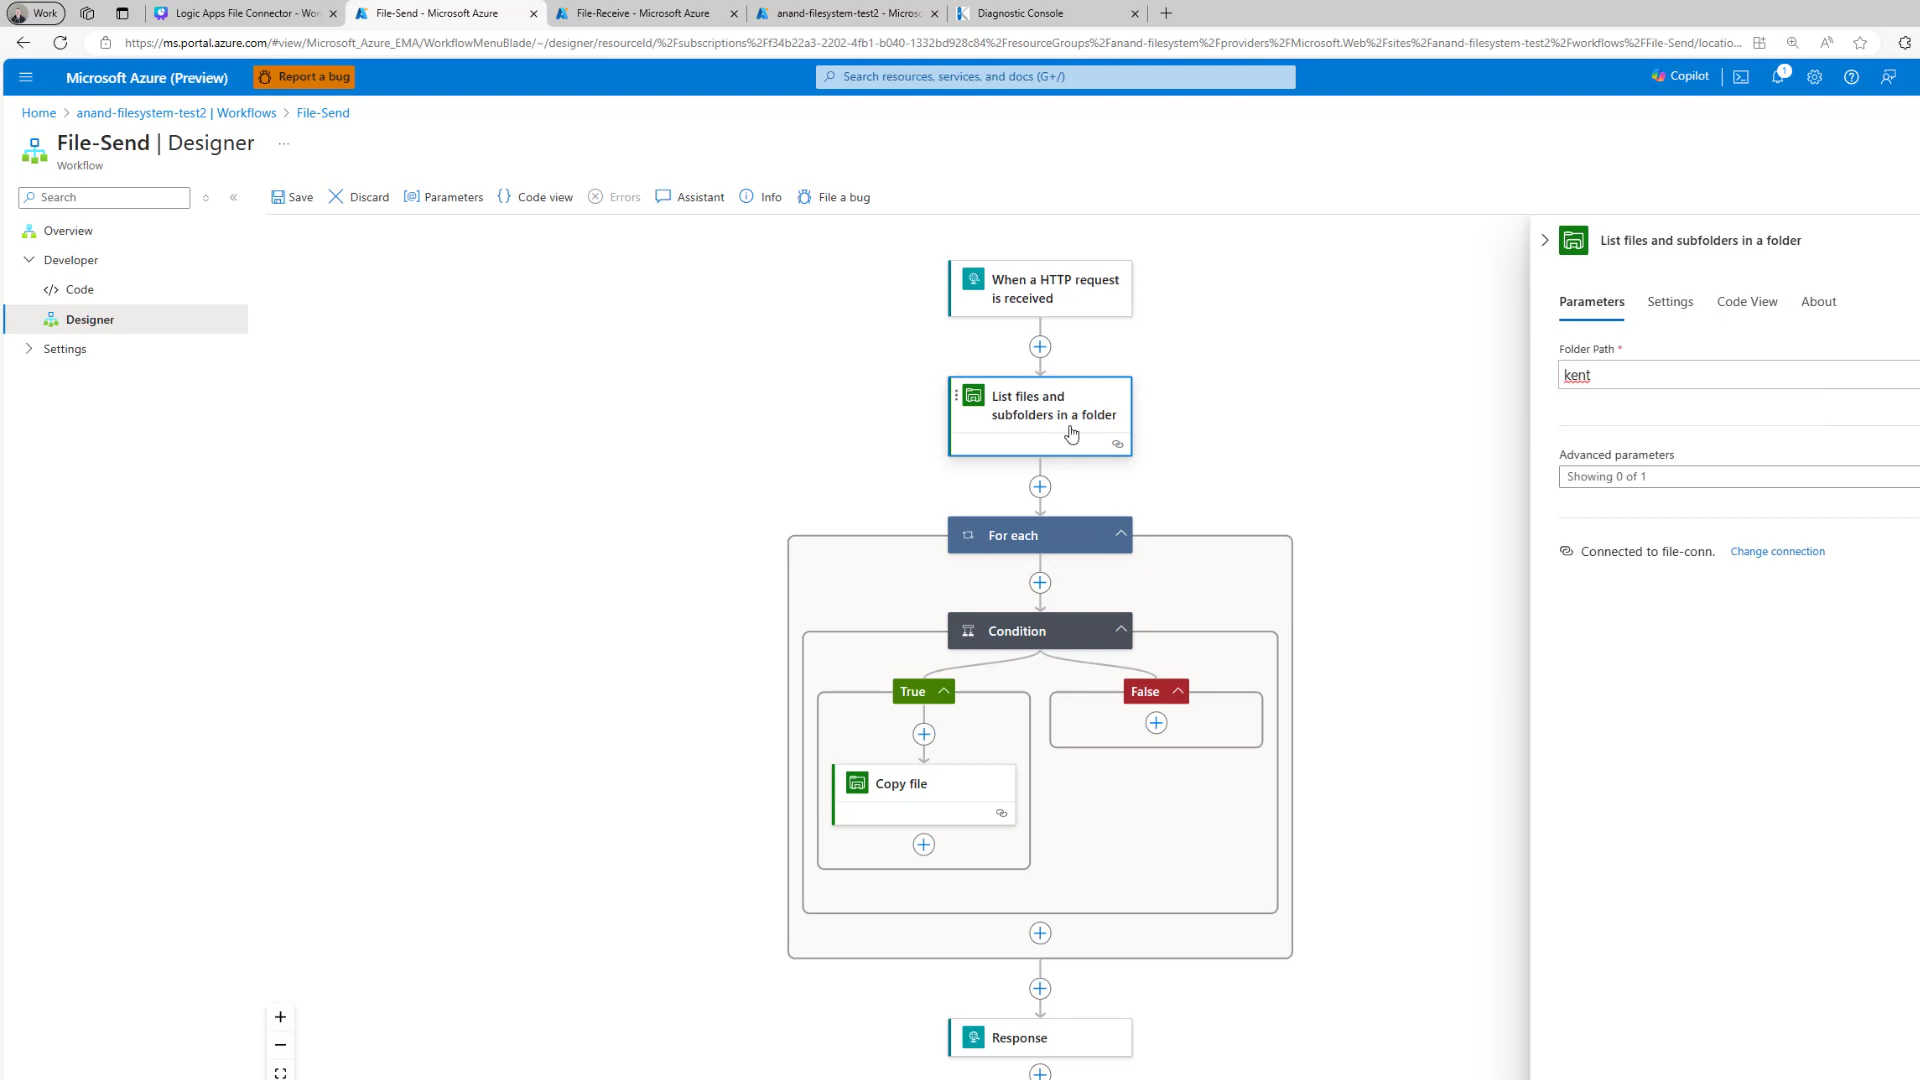 Work
Logic Apps File Connector - Wor
File-Send - Microsoft Azure
File-Receive - Microsoft Azure
anand-filesystem-test2 - Micros
Diagnostic Console
https://ms.portal.azure.com/#view/Microsoft_Azure_EMA/WorkflowMenuBlade/~/designer/resourceId/%2Fsubscriptions%2Ff34b22a3-2202-4fb1-b040-1332bd928c84%2FresourceGroups%2Fanand-filesystem%2Fproviders%2FMicrosoft.Web%2Fsites%2Fanand-filesystem-test2%2Fworkflows%2FFile-Send/locatio...
Microsoft Azure (Preview)
Report a bug
Search resources, services, and docs (G+/)
Copilot
1
Home > anand-filesystem-test2 | Workflows > File-Send
File-Send | Designer ...
Workflow
Search
Save
Discard
Parameters
Code view
Errors
Assistant
Info
File a bug
Overview
Developer
Code
Designer
Settings
When a HTTP request
is received
List files and
subfolders in a folder
For each
Condition
True
False
Copy file
Response
List files and subfolders in a folder
Parameters
Settings
Code View
About
Folder Path *
kent
Advanced parameters
Showing 0 of 1
Connected to file-conn. Change connection